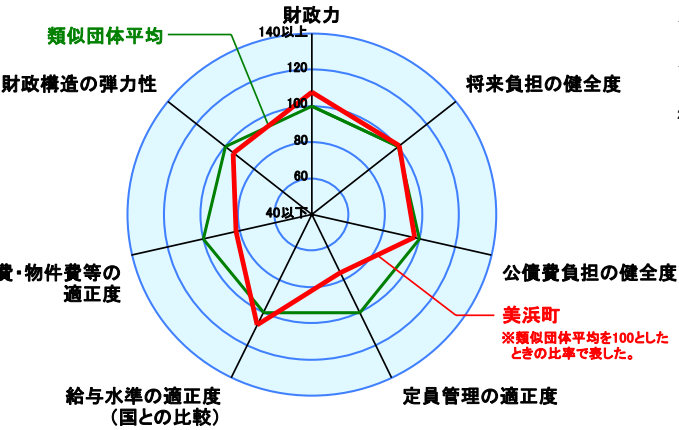 財政力
140以上
類似団体平均
120
財政構造の弾力性
将来負担の健全度
100
80
60
40以下
費・物件費等の
適正度
公債費負担の健全度
美浜町
※類似団体平均を100とした
ときの比率で表した。
給与水準の適正度
（国との比較）
定員管理の適正度